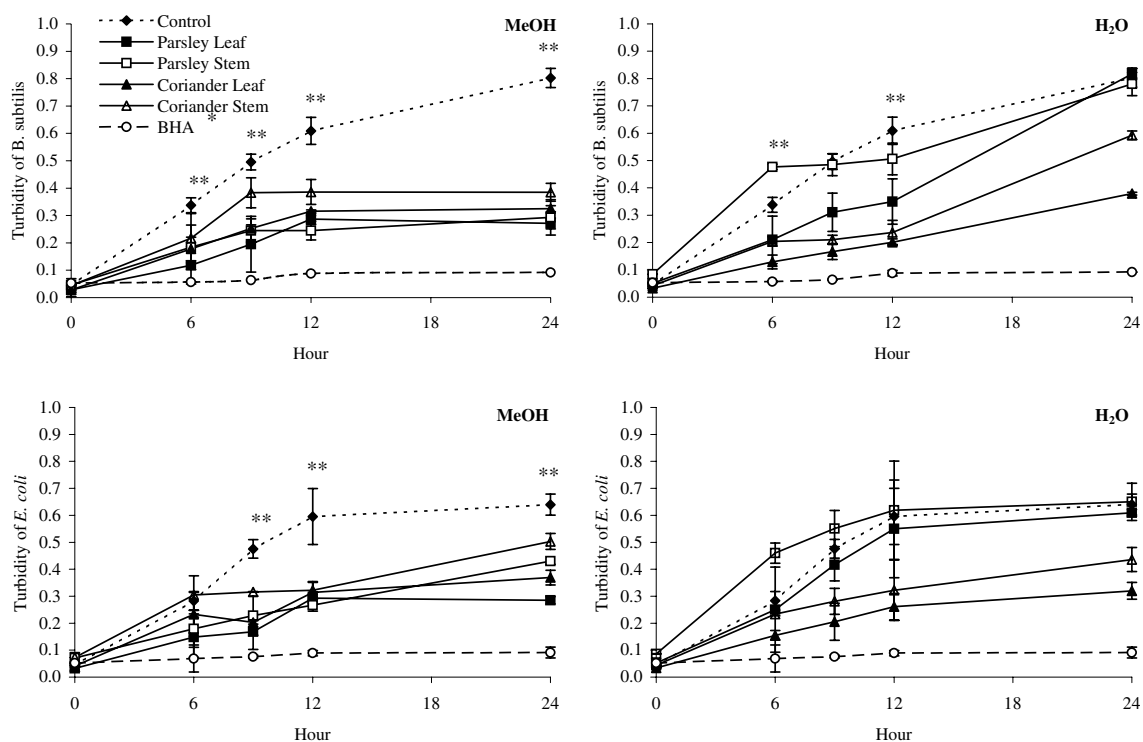 MeOH
Control
Parsley Leaf
Parsley Stem
Coriander Leaf
Coriander Stem
BHA
*
**
**
**
**
Turbidity of B. subtilis
1.0
0.9
0.8
0.7
0.6
0.5
0.4
0.3
0.2
0.1
0.0
0 6 12 18 24
Hour
H₂O
**
**
Turbidity of B. subtilis
1.0
0.9
0.8
0.7
0.6
0.5
0.4
0.3
0.2
0.1
0.0
0 6 12 18 24
Hour
MeOH
**
**
**
Turbidity of E. coli
1.0
0.9
0.8
0.7
0.6
0.5
0.4
0.3
0.2
0.1
0.0
0 6 12 18 24
Hour
H₂O
Turbidity of E. coli
1.0
0.9
0.8
0.7
0.6
0.5
0.4
0.3
0.2
0.1
0.0
0 6 12 18 24
Hour